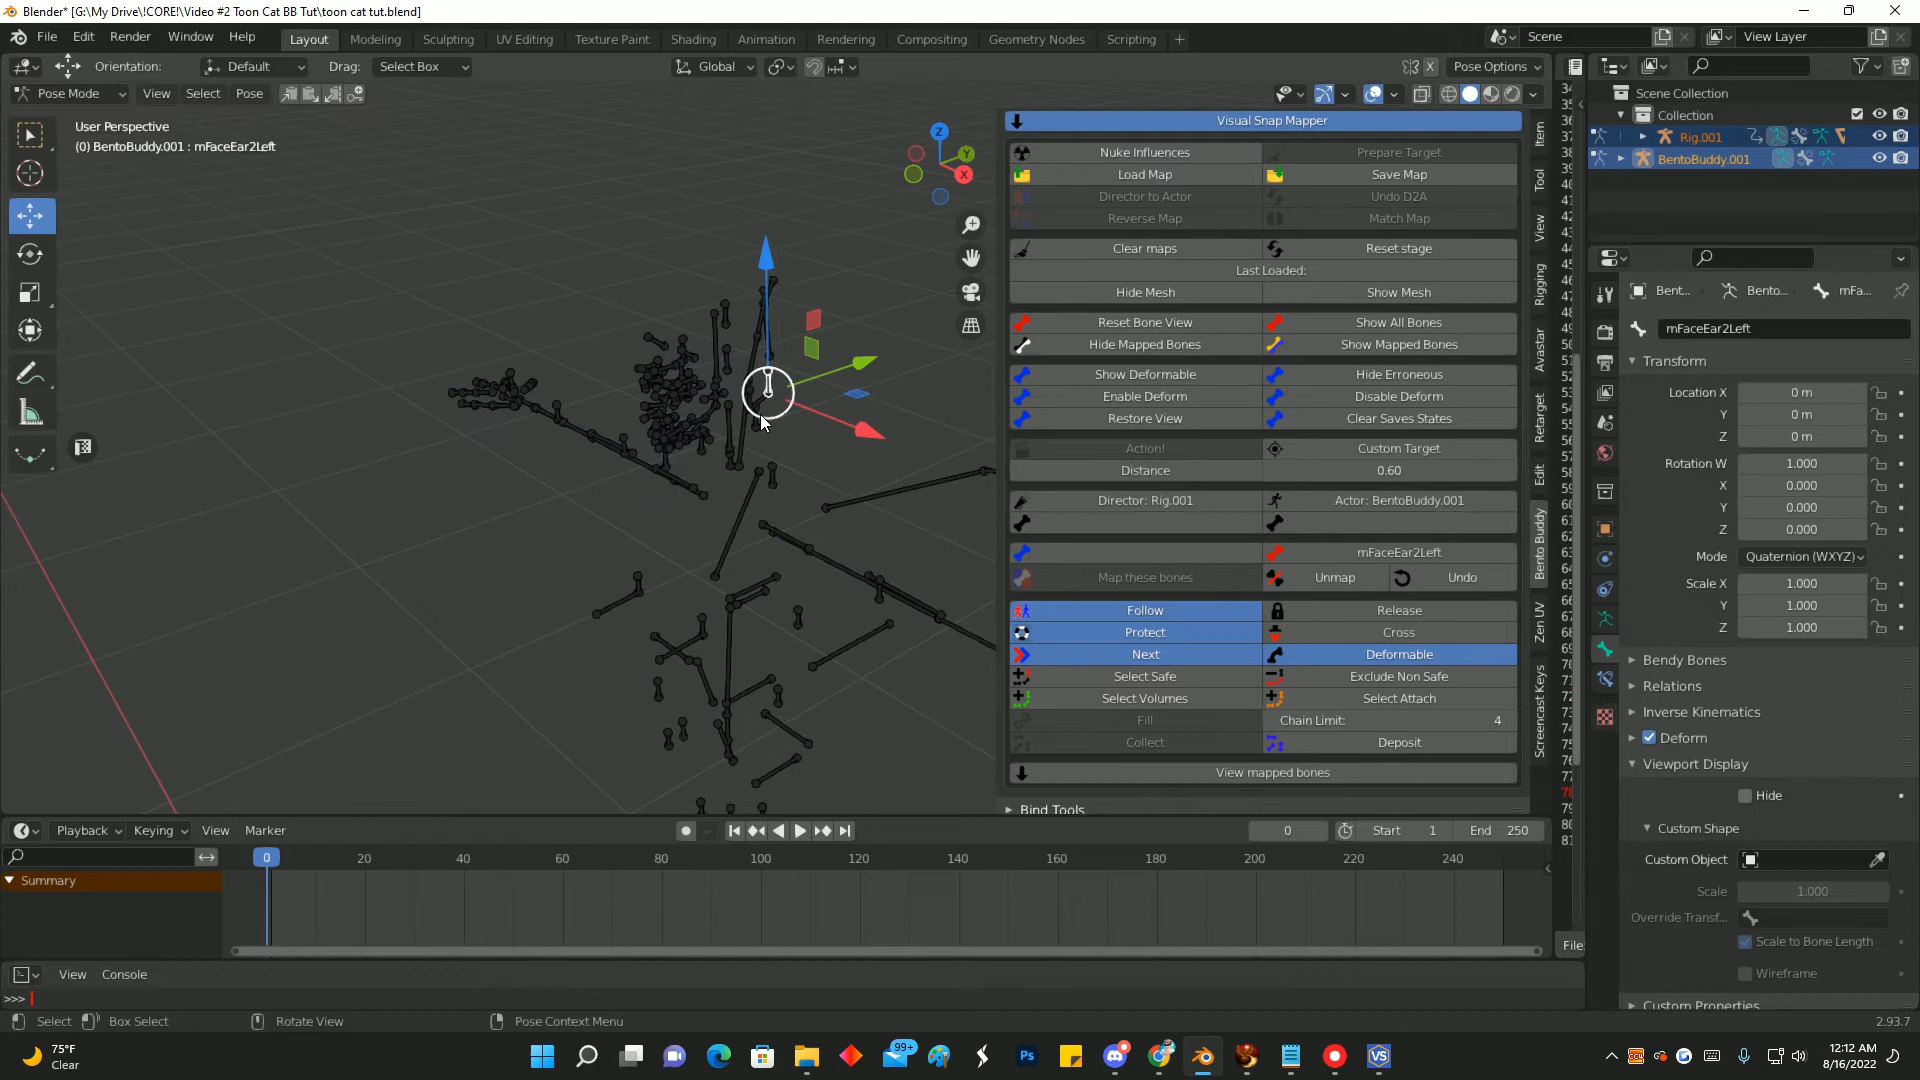 Blender* [G:\My Drive\!CORE!\Video #2 Toon Cat BB Tut\toon cat tut.blend]
File Edit Render Window Help
Layout Modeling Sculpting UV Editing Texture Paint Shading Animation Rendering Compositing Geometry Nodes Scripting
Scene
View Layer
Orientation: Default Drag: Select Box Global Pose Options
Pose Mode View Select Pose
User Perspective
(0) BentoBuddy.001 : mFaceEar2Left
Z
Y
X
Visual Snap Mapper
Nuke Influences Prepare Target
Load Map Save Map
Director to Actor Undo D2A
Reverse Map Match Map
Clear maps Reset stage
Last Loaded:
Hide Mesh Show Mesh
Reset Bone View Show All Bones
Hide Mapped Bones Show Mapped Bones
Show Deformable Hide Erroneous
Enable Deform Disable Deform
Restore View Clear Saves States
Action! Custom Target
Distance 0.60
Director: Rig.001 Actor: BentoBuddy.001
mFaceEar2Left
Map these bones Unmap Undo
Follow Release
Protect Cross
Next Deformable
Select Safe Exclude Non Safe
Select Volumes Select Attach
Fill Chain Limit: 4
Collect Deposit
View mapped bones
Bind Tools
Item
Tool
View
Rigging
Avastar
Retarget
Edit
Bento Buddy
Zen UV
Screencast Keys
File:
Scene Collection
Collection
Rig.001
BentoBuddy.001
Bent... Bento... mFa...
mFaceEar2Left
Transform
Location X 0 m
Y 0 m
Z 0 m
Rotation W 1.000
X 0.000
Y 0.000
Z 0.000
Mode Quaternion (WXYZ)
Scale X 1.000
Y 1.000
Z 1.000
Bendy Bones
Relations
Inverse Kinematics
Deform
Viewport Display
Hide
Custom Shape
Custom Object
Scale 1.000
Override Transf...
Scale to Bone Length
Wireframe
Custom Properties
Playback Keying View Marker
0 Start 1 End 250
0 20 40 60 80 100 120 140 160 180 200 220 240
Summary
View Console
>>>
Select Box Select Rotate View Pose Context Menu 2.93.7
75°F
Clear
99+
Ps
VS
12:12 AM
8/16/2022